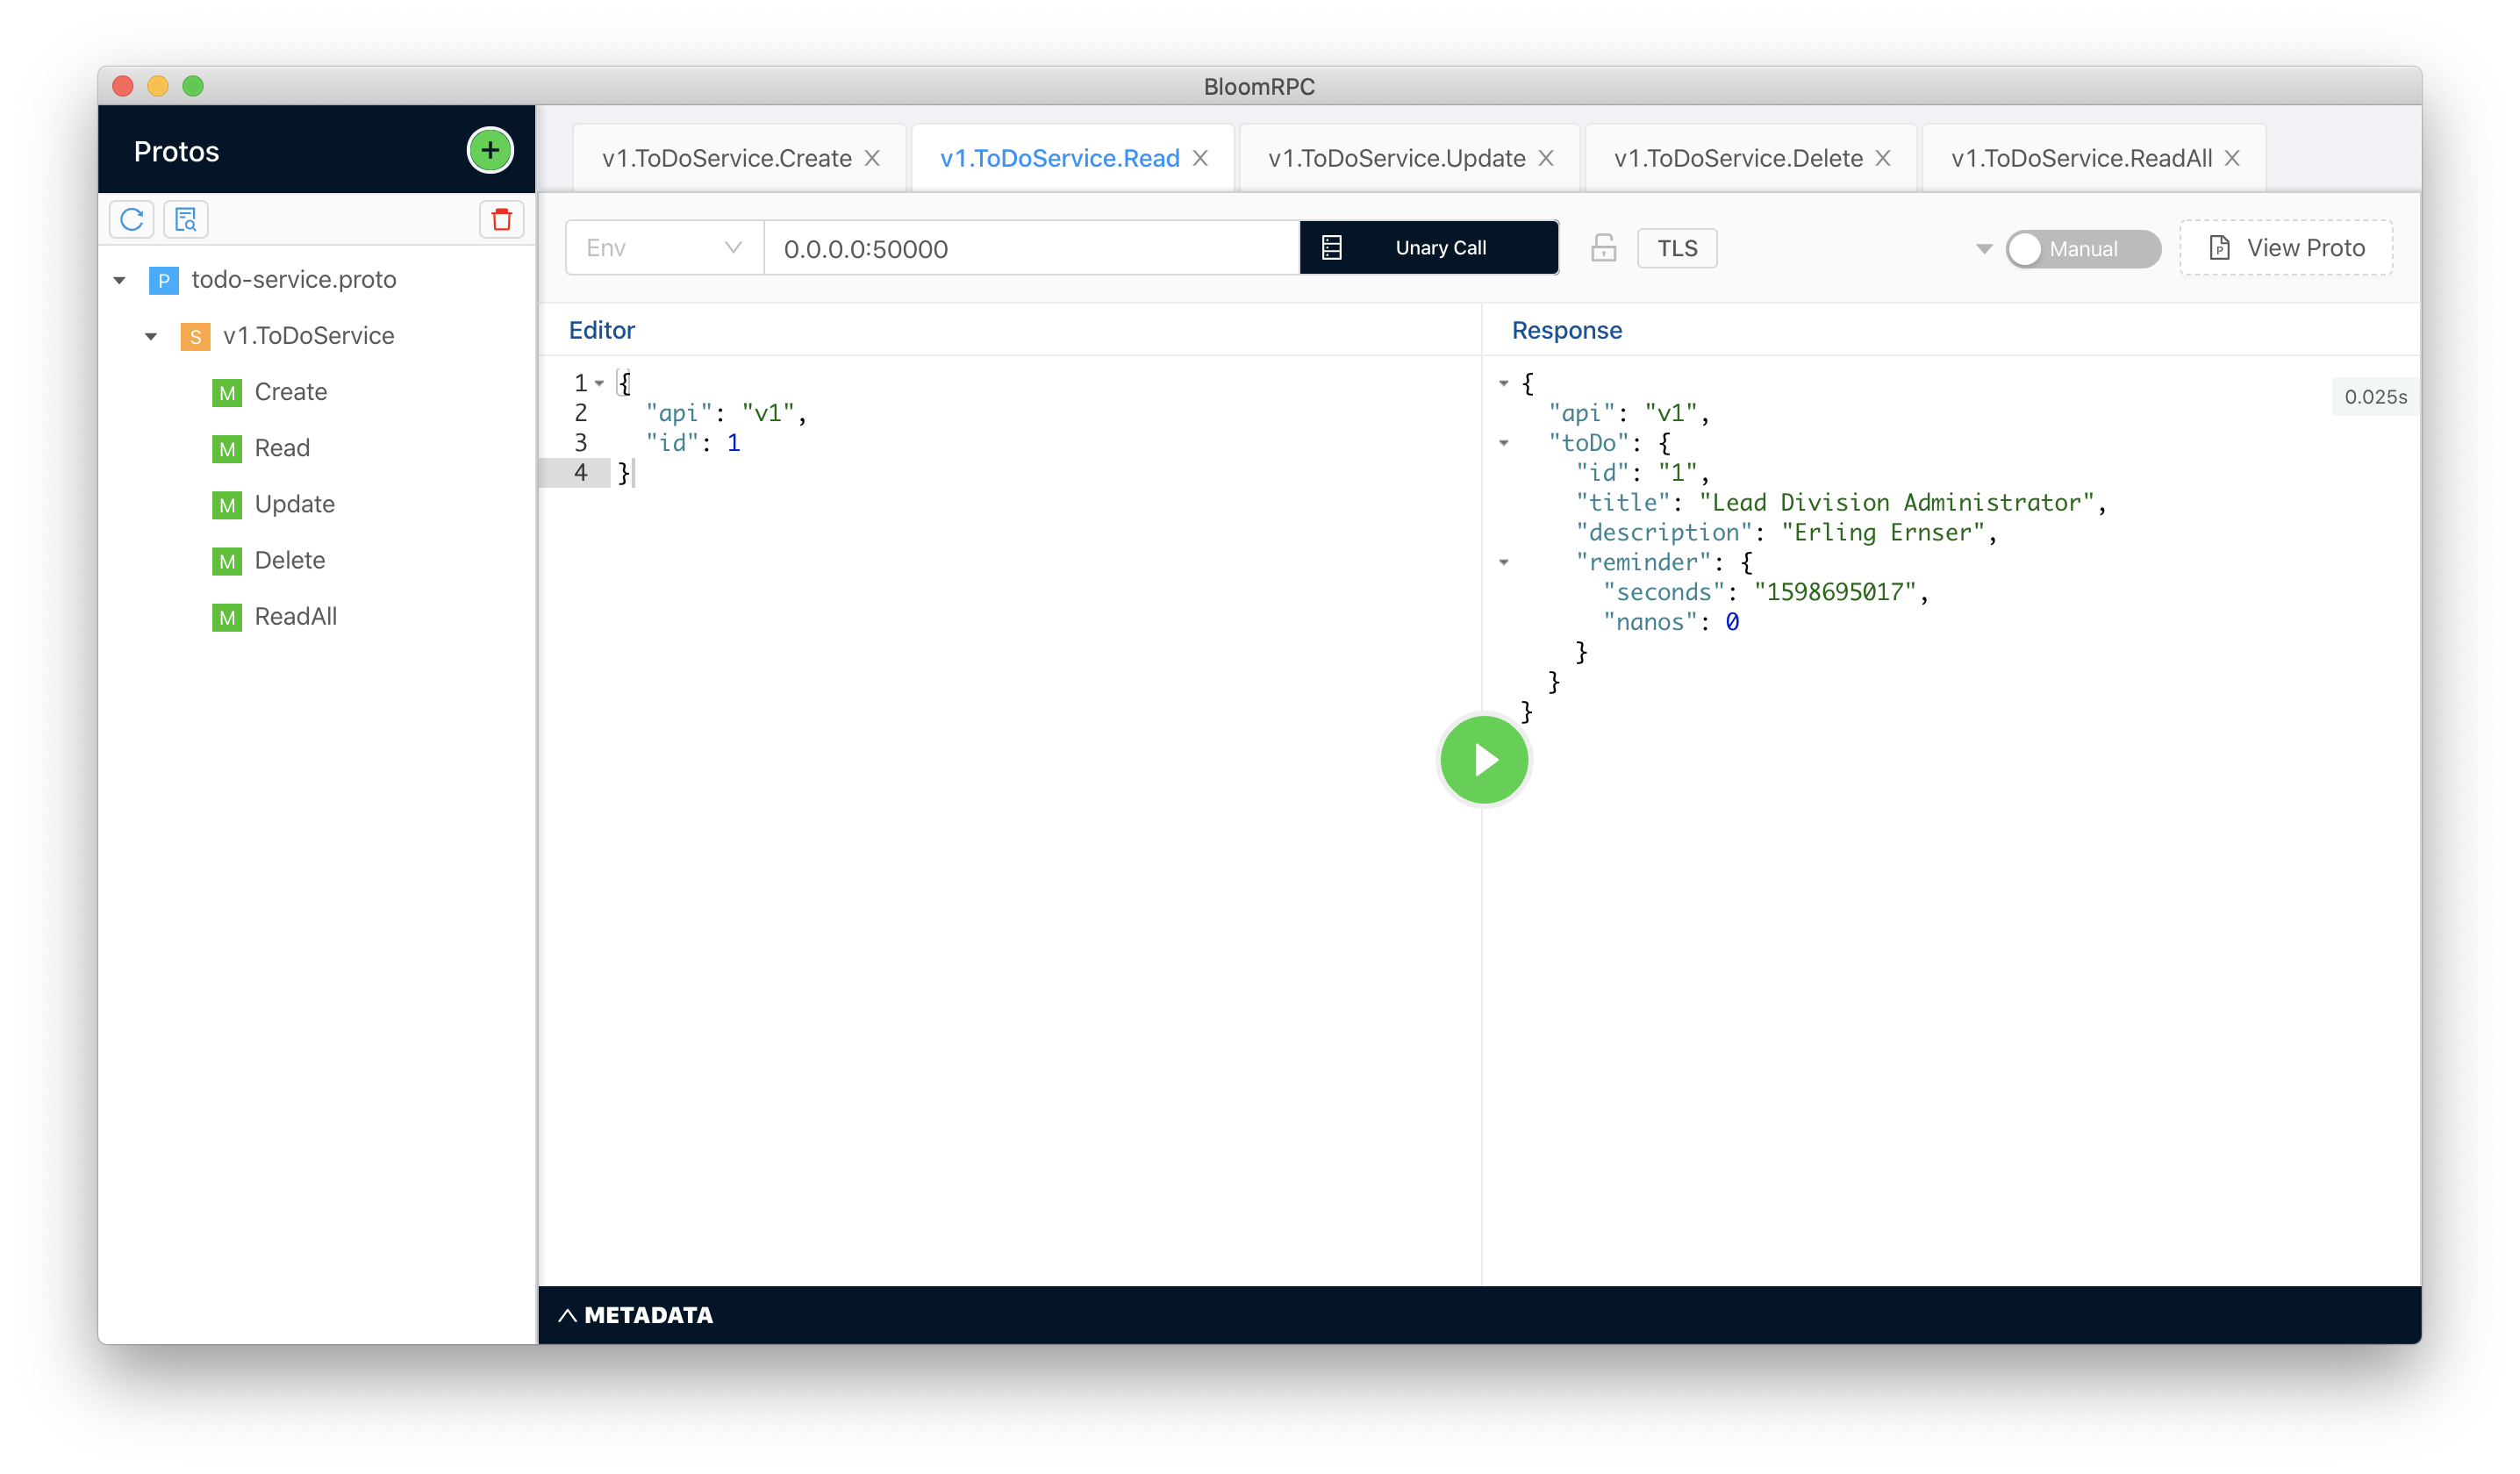 BloomRPC
Protos
+
v1.ToDoService.Create X
v1.ToDoService.Read X
v1.ToDoService.Update X
v1.ToDoService.Delete X
v1.ToDoService.ReadAll X
Env
0.0.0.0:50000
Unary Call
TLS
Manual
P
View Proto
P todo-service.proto
S v1.ToDoService
M Create
M Read
M Update
M Delete
M ReadAll
Editor
1 {
2 "api": "v1",
3 "id": 1
4 }
Response
0.025s
{
"api": "v1",
"toDo": {
"id": "1",
"title": "Lead Division Administrator",
"description": "Erling Ernser",
"reminder": {
"seconds": "1598695017",
"nanos": 0
}
}
}
METADATA